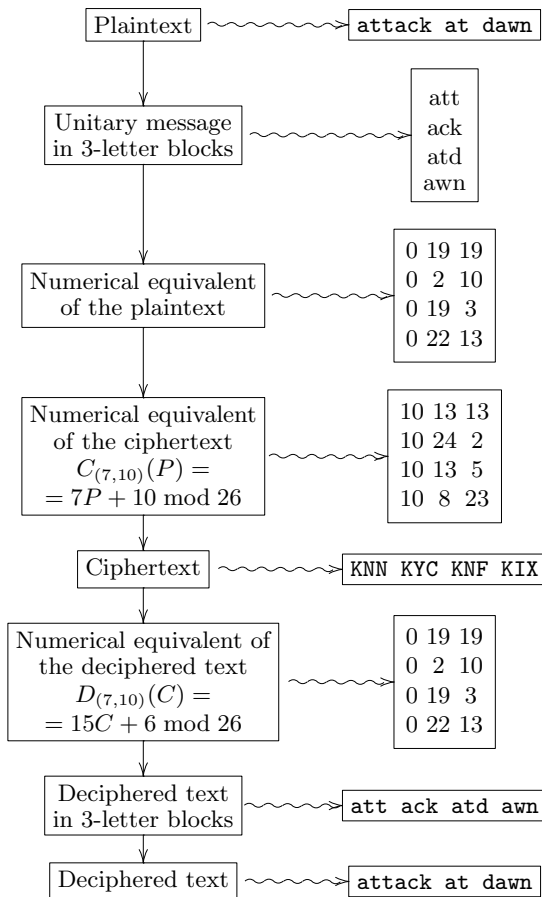 Plaintext
attack at dawn
Unitary message
in 3-letter blocks
att
ack
atd
awn
Numerical equivalent
of the plaintext
0 19 19
0 2 10
0 19 3
0 22 13
Numerical equivalent
of the ciphertext
C(7,10)(P) =
= 7P + 10 mod 26
10 13 13
10 24 2
10 13 5
10 8 23
Ciphertext
KNN KYC KNF KIX
Numerical equivalent of
the deciphered text
D(7,10)(C) =
= 15C + 6 mod 26
0 19 19
0 2 10
0 19 3
0 22 13
Deciphered text
in 3-letter blocks
att ack atd awn
Deciphered text
attack at dawn